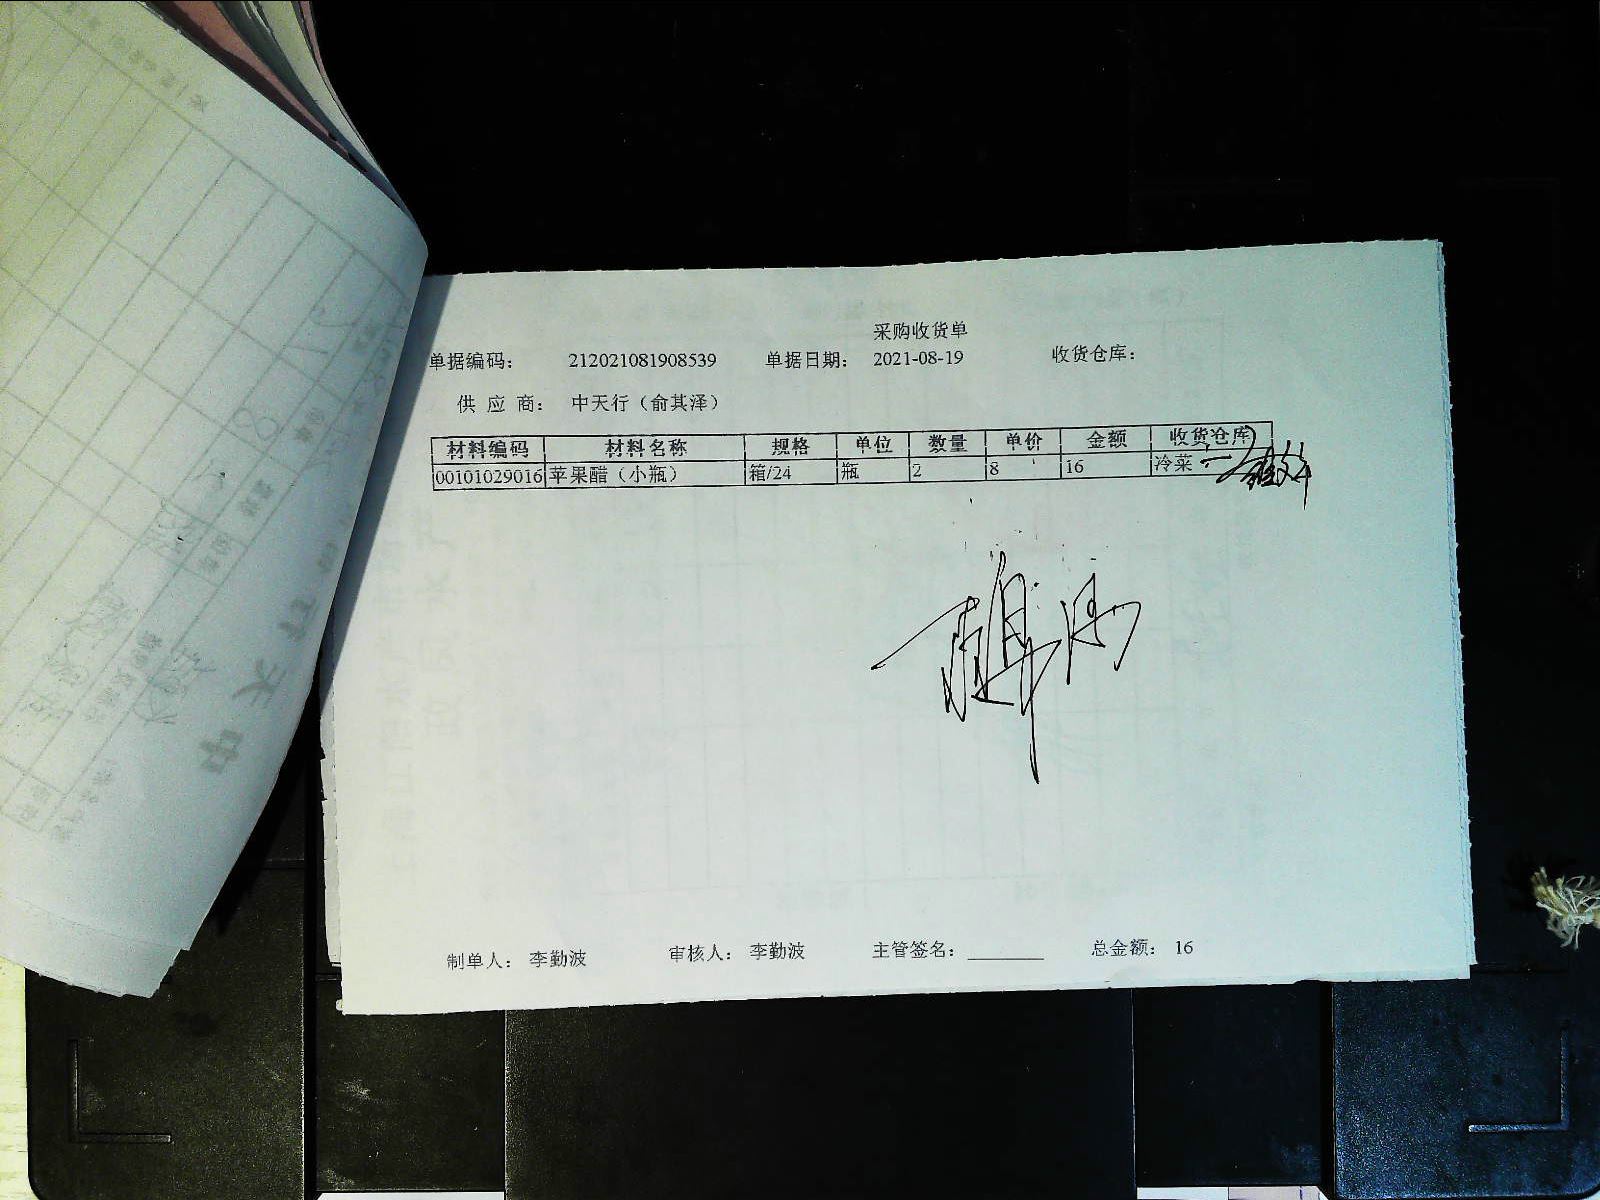 采购收货单
单据编码： 212021081908539 单据日期： 2021-08-19 收货仓库：
供 应 商： 中天行（俞其泽）
材料编码 材料名称 规格 单位 数量 单价 金额 收货仓库
00101029016 苹果醋（小瓶） 箱/24 瓶 2 8 16 冷菜
制单人： 李勤波 审核人： 李勤波 主管签名： 总金额： 16